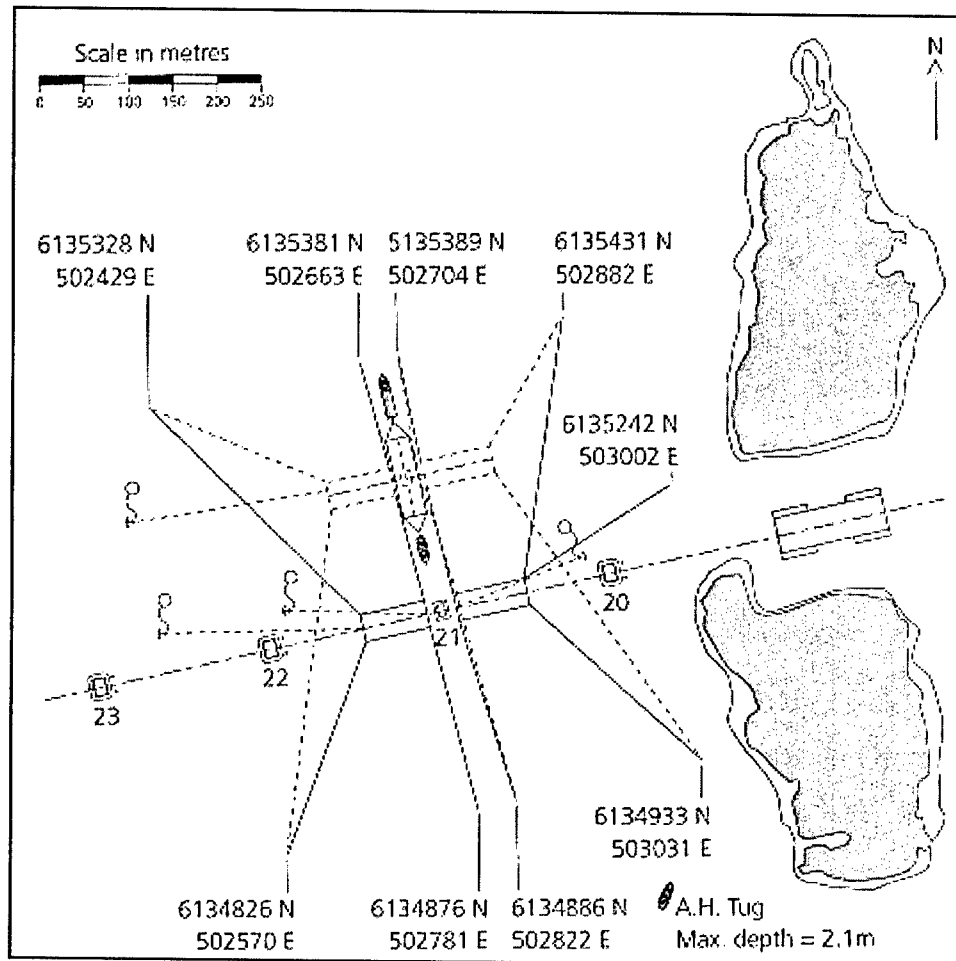 Scale in metres
0 50 100 150 200 250
N
6135328 N
502429 E
6135381 N
502663 E
5135389 N
502704 E
6135431 N
502882 E
6135242 N
503002 E
20
21
22
23
6134933 N
503031 E
6134826 N
502570 E
6134876 N
502781 E
6134886 N
502822 E
A.H. Tug
Max. depth = 2.1m